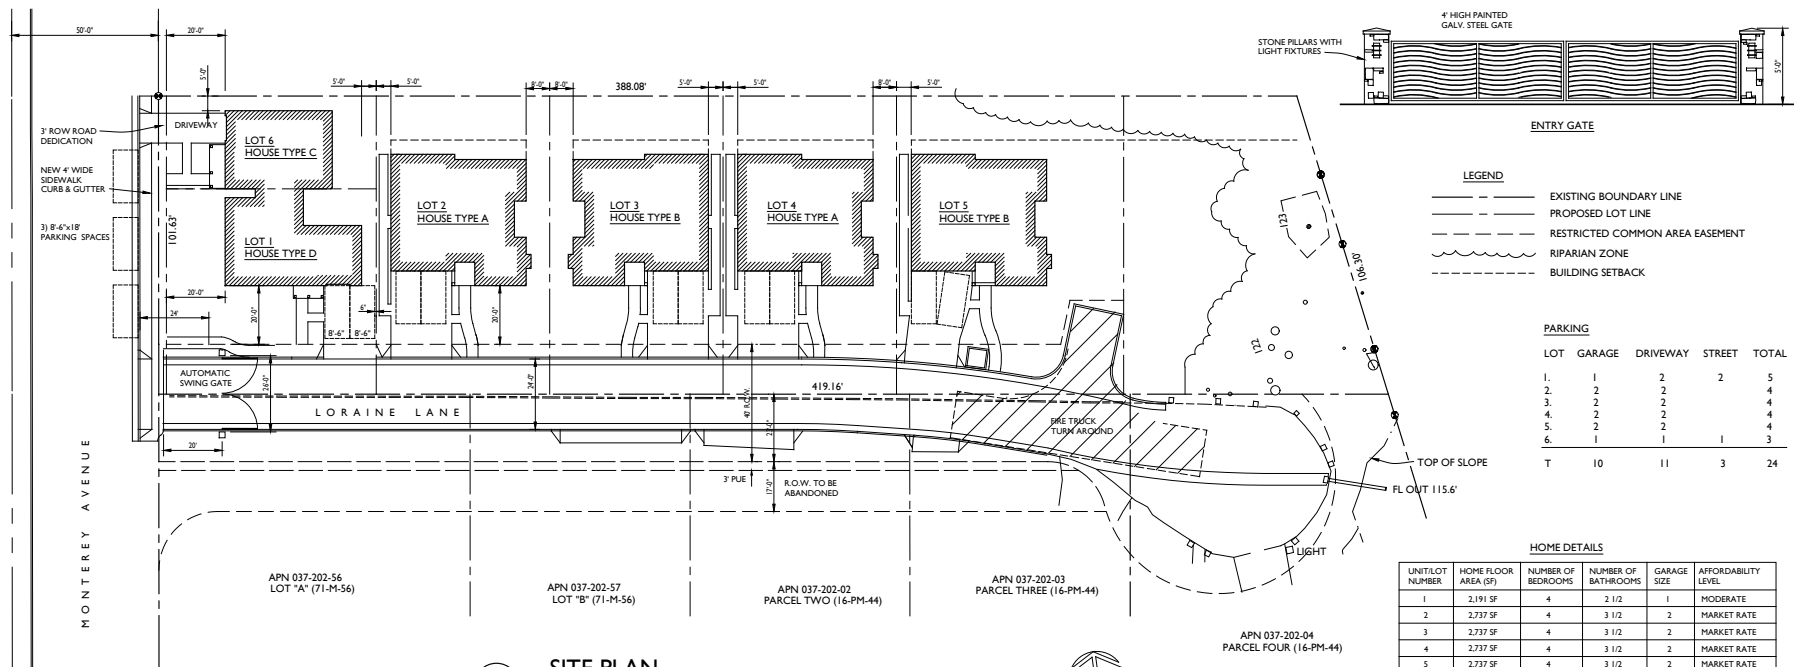 50'-0"
20'-0"
5'-0"
5'-0"
5'-0"
8'-0"
8'-0"
388.08'
5'-0"
5'-0"
8'-0"
5'-0"
4' HIGH PAINTED
GALV. STEEL GATE
STONE PILLARS WITH
LIGHT FIXTURES
5'-0"
ENTRY GATE
3' ROW ROAD
DEDICATION
DRIVEWAY
NEW 4' WIDE
SIDEWALK
CURB & GUTTER
3) 8'-6"x18'
PARKING SPACES
101.63'
LOT 6
HOUSE TYPE C
LOT 1
HOUSE TYPE D
LOT 2
HOUSE TYPE A
LOT 3
HOUSE TYPE B
LOT 4
HOUSE TYPE A
LOT 5
HOUSE TYPE B
123
106.30'
122
LEGEND
EXISTING BOUNDARY LINE
PROPOSED LOT LINE
RESTRICTED COMMON AREA EASEMENT
RIPARIAN ZONE
BUILDING SETBACK
20'-0"
24'
20'-0"
6"
8'-6"
8'-6"
20'-0"
AUTOMATIC
SWING GATE
26'-0"
24'-0"
40' R.O.W.
419.16'
LORAINE LANE
20'
FIRE TRUCK
TURN AROUND
3' PUE
17'-0"
R.O.W. TO BE
ABANDONED
TOP OF SLOPE
FL OUT 115.6'
LIGHT
MONTEREY AVENUE
PARKING
LOT GARAGE DRIVEWAY STREET TOTAL
1. 1 2 2 5
2. 2 2 4
3. 2 2 4
4. 2 2 4
5. 2 2 4
6. 1 1 1 3
T 10 11 3 24
APN 037-202-56
LOT "A" (71-M-56)
APN 037-202-57
LOT "B" (71-M-56)
APN 037-202-02
PARCEL TWO (16-PM-44)
APN 037-202-03
PARCEL THREE (16-PM-44)
APN 037-202-04
PARCEL FOUR (16-PM-44)
SITE PLAN
HOME DETAILS
UNIT/LOT NUMBER HOME FLOOR AREA (SF) NUMBER OF BEDROOMS NUMBER OF BATHROOMS GARAGE SIZE AFFORDABILITY LEVEL
1 2,191 SF 4 2 1/2 1 MODERATE
2 2,737 SF 4 3 1/2 2 MARKET RATE
3 2,737 SF 4 3 1/2 2 MARKET RATE
4 2,737 SF 4 3 1/2 2 MARKET RATE
5 2,737 SF 4 3 1/2 2 MARKET RATE